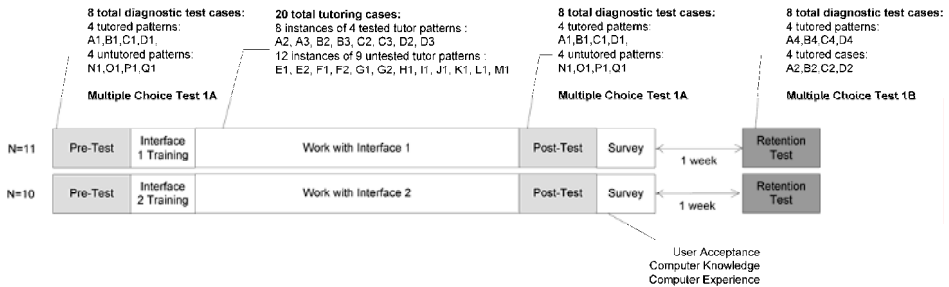 8 total diagnostic test cases:
4 tutored patterns:
A1,B1,C1,D1,
4 untutored patterns:
N1,O1,P1,Q1
Multiple Choice Test 1A
20 total tutoring cases:
8 instances of 4 tested tutor patterns :
A2, A3, B2, B3, C2, C3, D2, D3
12 instances of 9 untested tutor patterns :
E1, E2, F1, F2, G1, G2, H1, I1, J1, K1, L1, M1
8 total diagnostic test cases:
4 tutored patterns:
A1,B1,C1,D1,
4 untutored patterns:
N1,O1,P1,Q1
Multiple Choice Test 1A
8 total diagnostic test cases:
4 tutored patterns:
A4,B4,C4,D4
4 tutored cases:
A2,B2,C2,D2
Multiple Choice Test 1B
N=11
Pre-Test
Interface
1 Training
Work with Interface 1
Post-Test
Survey
1 week
Retention
Test
N=10
Pre-Test
Interface
2 Training
Work with Interface 2
Post-Test
Survey
1 week
Retention
Test
User Acceptance
Computer Knowledge
Computer Experience